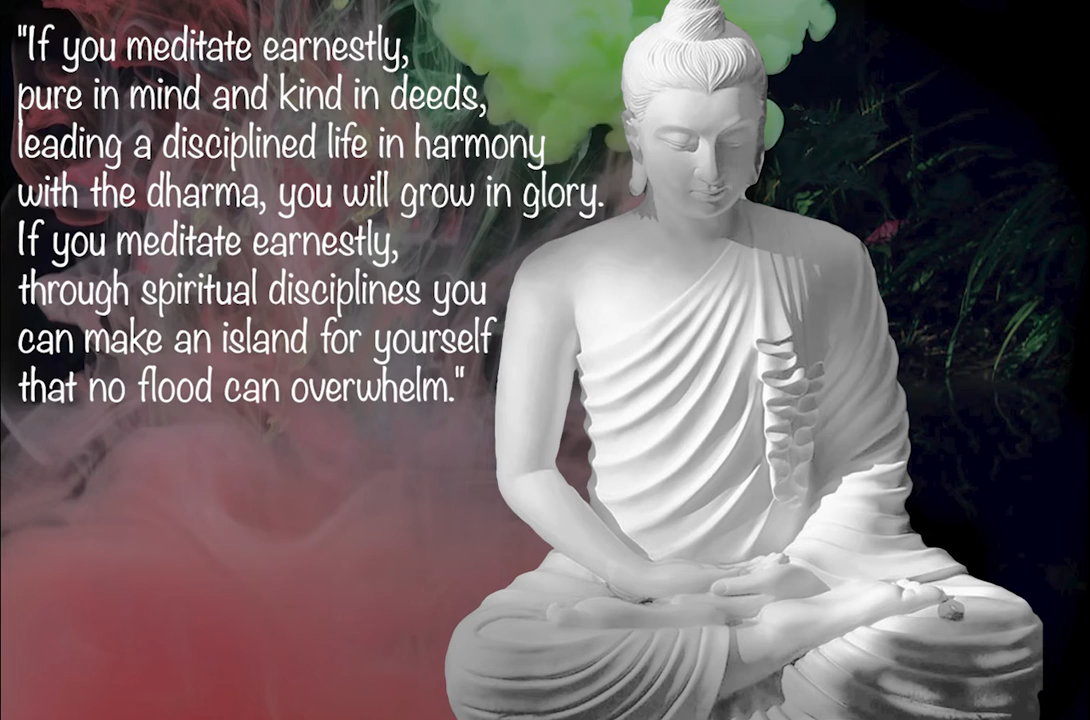 "If you meditate earnestly,
pure in mind and kind in deeds,
leading a disciplined life in harmony
with the dharma, you will grow in glory.
If you meditate earnestly,
through spiritual disciplines you
can make an island for yourself
that no flood can overwhelm."